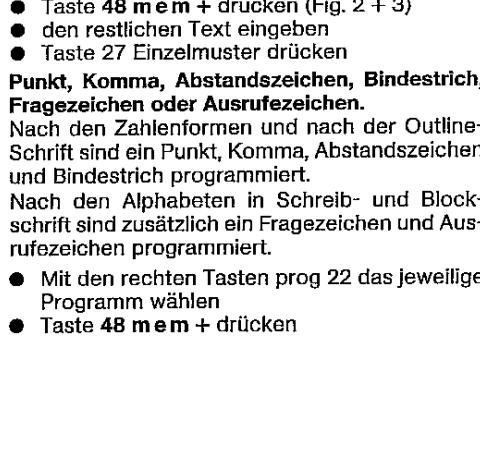 ● Taste 48 mem + drücken (Fig. 2 + 3)
● den restlichen Text eingeben
● Taste 27 Einzelmuster drücken
Punkt, Komma, Abstandszeichen, Bindestrich,
Fragezeichen oder Ausrufezeichen.
Nach den Zahlenformen und nach der Outline-
Schrift sind ein Punkt, Komma, Abstandszeichen
und Bindestrich programmiert.
Nach den Alphabeten in Schreib- und Block-
schrift sind zusätzlich ein Fragezeichen und Aus-
rufezeichen programmiert.
● Mit den rechten Tasten prog 22 das jeweilige
Programm wählen
● Taste 48 mem + drücken